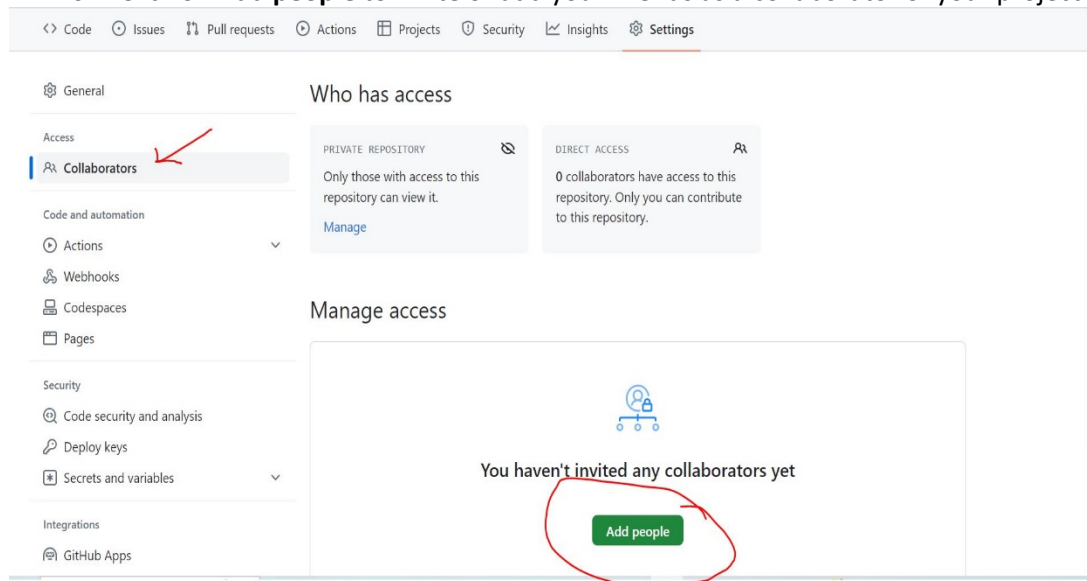 Code Issues Pull requests Actions Projects Security Insights Settings
General
Access
Collaborators
Code and automation
Actions
Webhooks
Codespaces
Pages
Security
Code security and analysis
Deploy keys
Secrets and variables
Integrations
GitHub Apps
Who has access
PRIVATE REPOSITORY
Only those with access to this
repository can view it.
Manage
DIRECT ACCESS
0 collaborators have access to this
repository. Only you can contribute
to this repository.
Manage access
You haven't invited any collaborators yet
Add people